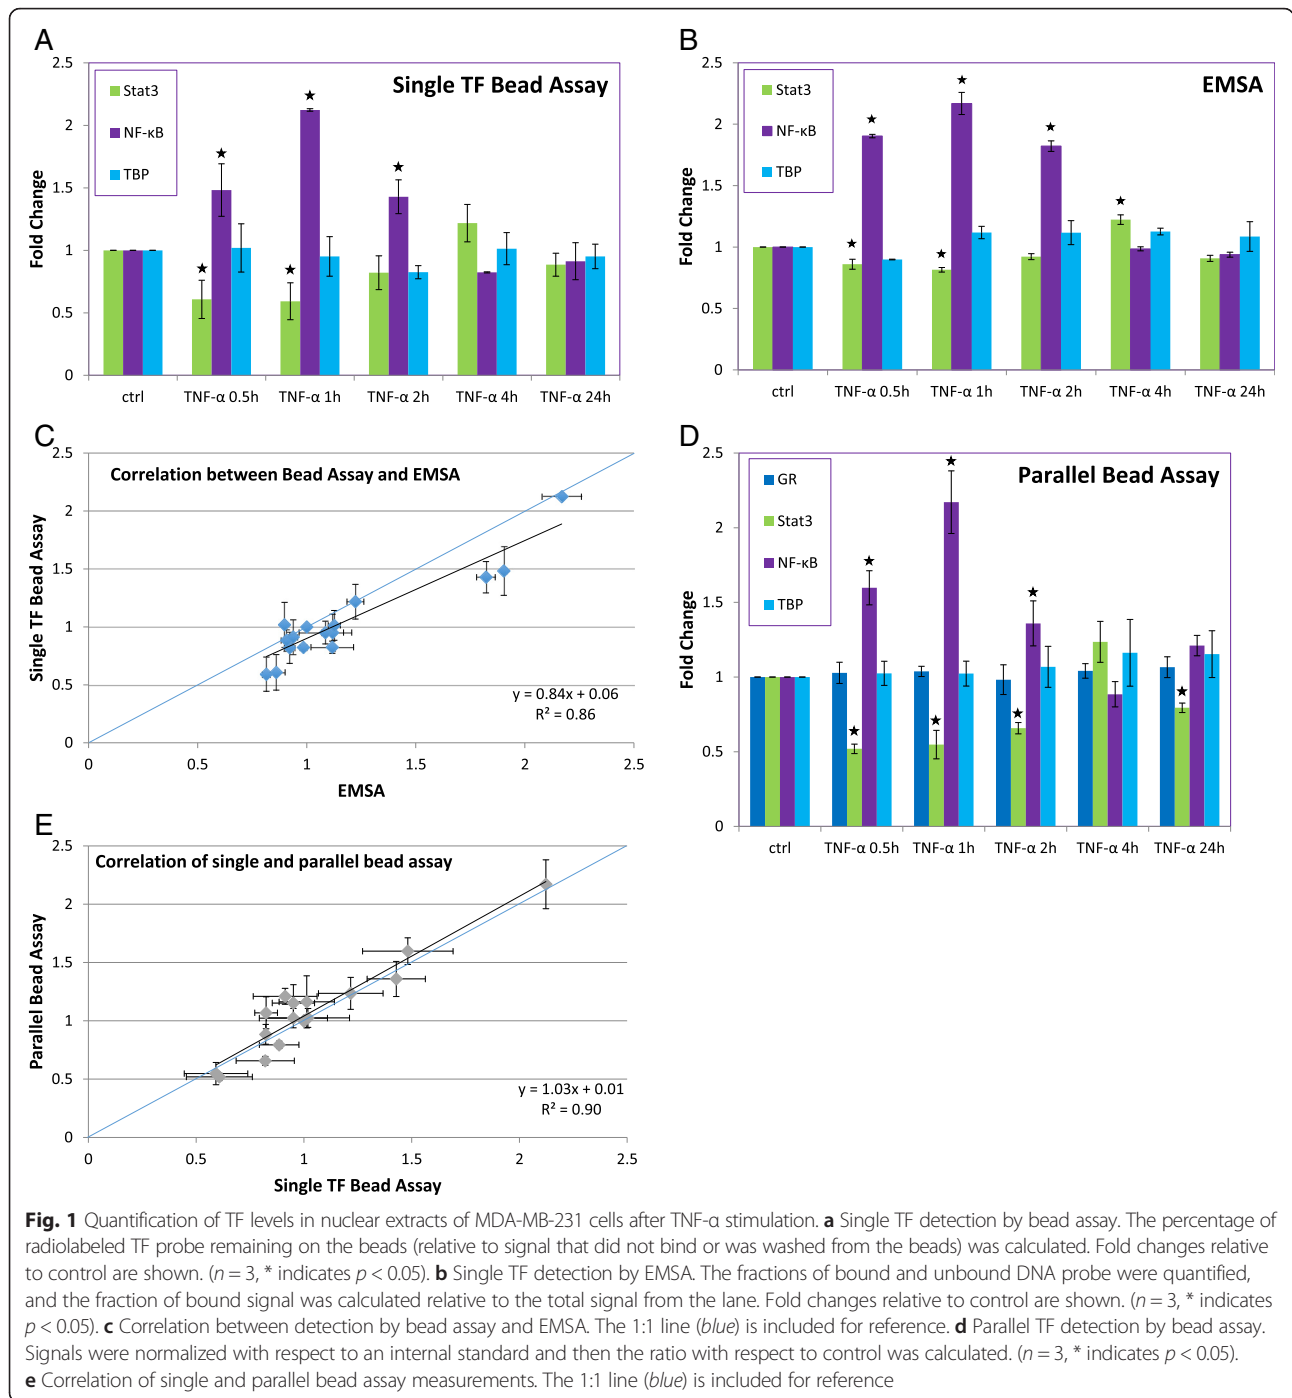 A
Single TF Bead Assay
Stat3
NF-κB
TBP
Fold Change
2.5
2
1.5
1
0.5
0
ctrl TNF-α 0.5h TNF-α 1h TNF-α 2h TNF-α 4h TNF-α 24h
B
EMSA
Stat3
NF-κB
TBP
Fold Change
2.5
2
1.5
1
0.5
0
ctrl TNF-α 0.5h TNF-α 1h TNF-α 2h TNF-α 4h TNF-α 24h
C
Correlation between Bead Assay and EMSA
Single TF Bead Assay
2.5
2
1.5
1
0.5
0
y = 0.84x + 0.06
R² = 0.86
0 0.5 1 1.5 2 2.5
EMSA
D
Parallel Bead Assay
GR
Stat3
NF-κB
TBP
Fold Change
2.5
2
1.5
1
0.5
0
ctrl TNF-α 0.5h TNF-α 1h TNF-α 2h TNF-α 4h TNF-α 24h
E
Correlation of single and parallel bead assay
Parallel Bead Assay
2.5
2
1.5
1
0.5
0
y = 1.03x + 0.01
R² = 0.90
0 0.5 1 1.5 2 2.5
Single TF Bead Assay
Fig. 1 Quantification of TF levels in nuclear extracts of MDA-MB-231 cells after TNF-α stimulation. a Single TF detection by bead assay. The percentage of
radiolabeled TF probe remaining on the beads (relative to signal that did not bind or was washed from the beads) was calculated. Fold changes relative
to control are shown. (n = 3, * indicates p < 0.05). b Single TF detection by EMSA. The fractions of bound and unbound DNA probe were quantified,
and the fraction of bound signal was calculated relative to the total signal from the lane. Fold changes relative to control are shown. (n = 3, * indicates
p < 0.05). c Correlation between detection by bead assay and EMSA. The 1:1 line (blue) is included for reference. d Parallel TF detection by bead assay.
Signals were normalized with respect to an internal standard and then the ratio with respect to control was calculated. (n = 3, * indicates p < 0.05).
e Correlation of single and parallel bead assay measurements. The 1:1 line (blue) is included for reference